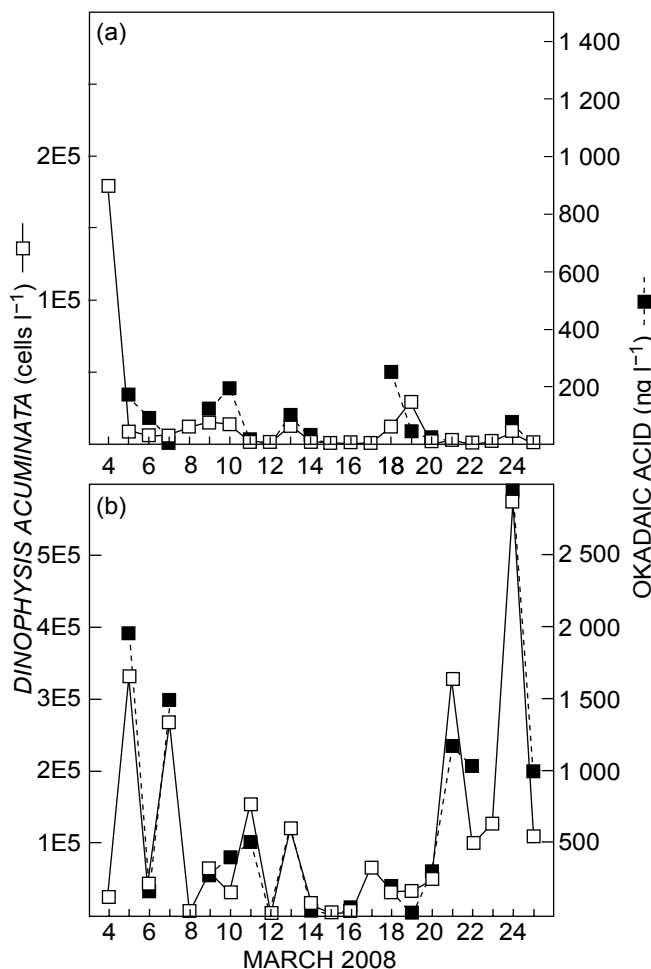 (a)
2E5
1E5
1 400
1 200
1 000
800
600
400
200
4 6 8 10 12 14 16 18 20 22 24
(b)
5E5
4E5
3E5
2E5
1E5
2 500
2 000
1 500
1 000
500
4 6 8 10 12 14 16 18 20 22 24
MARCH 2008
DINOPHYSIS ACUMINATA (cells l⁻¹)
OKADAIC ACID (ng l⁻¹)